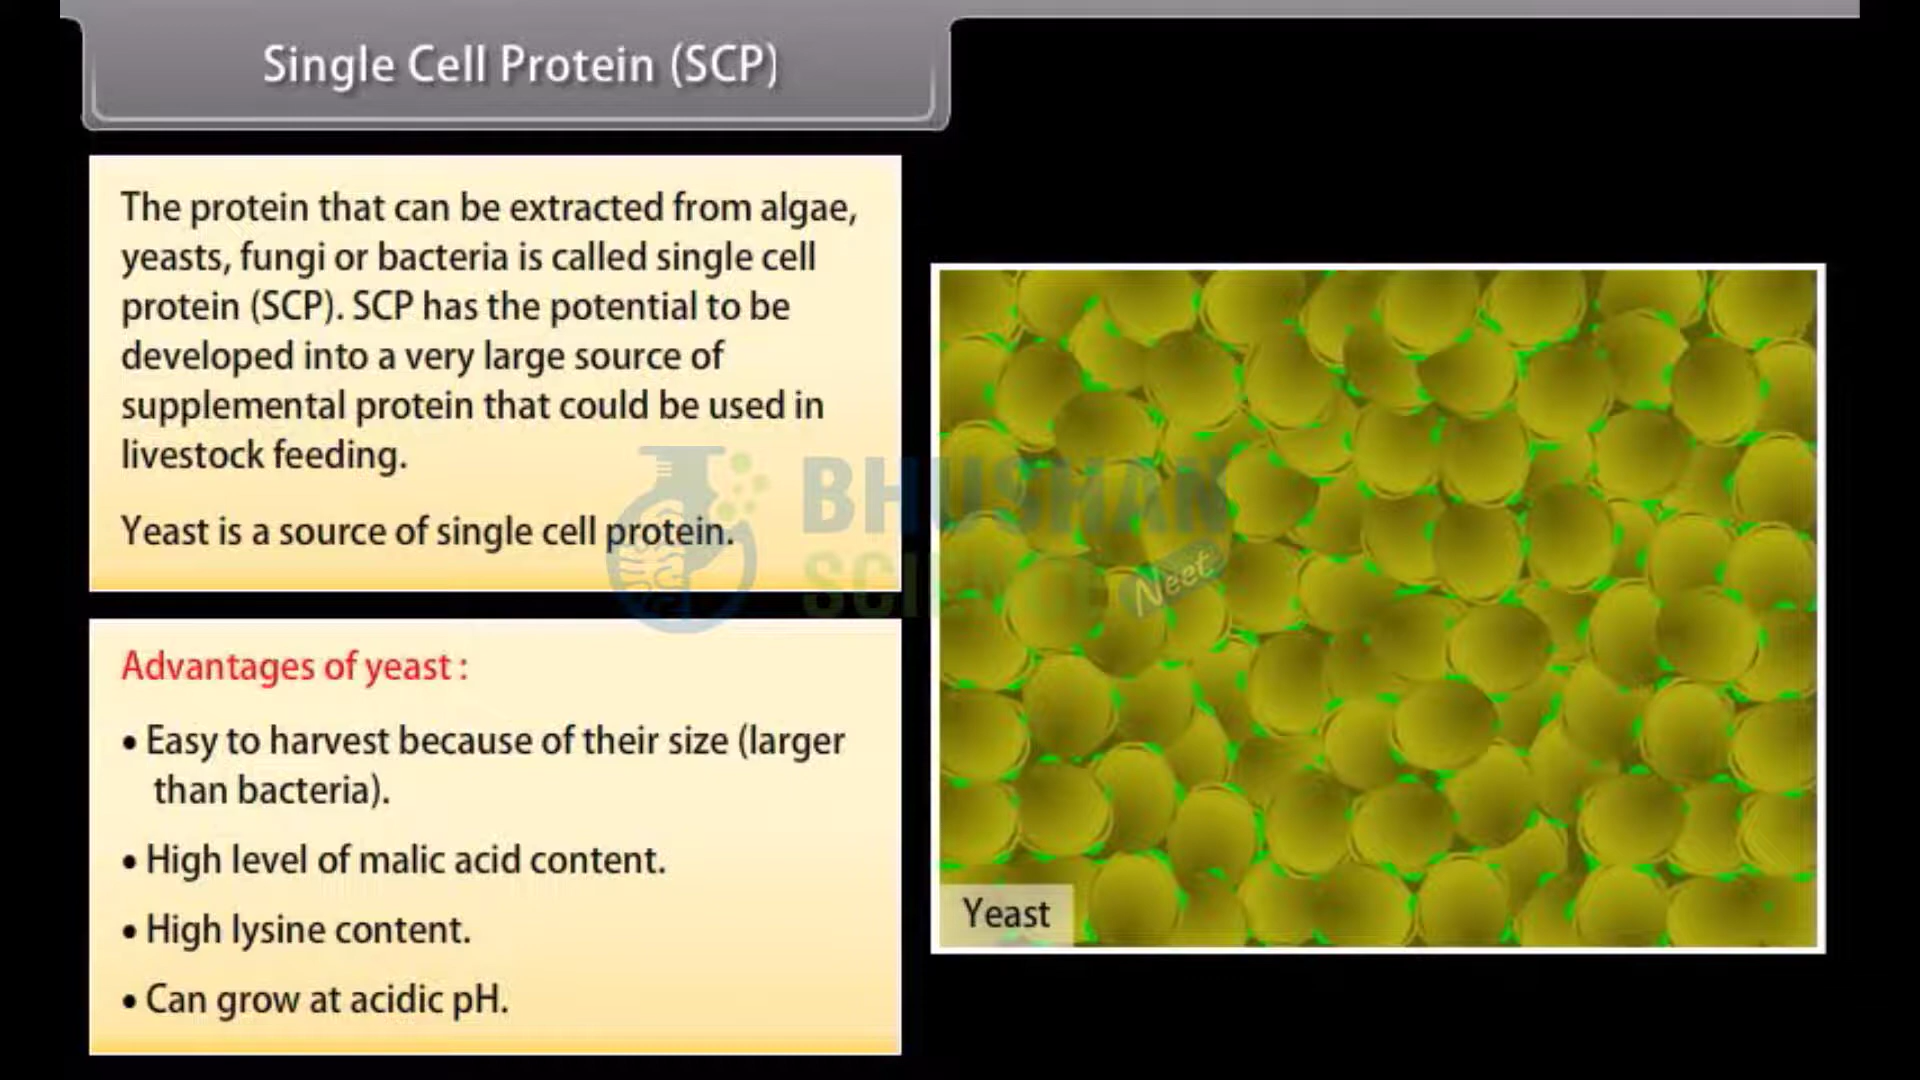 Single Cell Protein (SCP)
The protein that can be extracted from algae,
yeasts, fungi or bacteria is called single cell
protein (SCP). SCP has the potential to be
developed into a very large source of
supplemental protein that could be used in
livestock feeding.
Yeast is a source of single cell protein.
BHUSHAN
SCIENCE
Neet
Advantages of yeast :
• Easy to harvest because of their size (larger
than bacteria).
• High level of malic acid content.
• High lysine content.
• Can grow at acidic pH.
Yeast